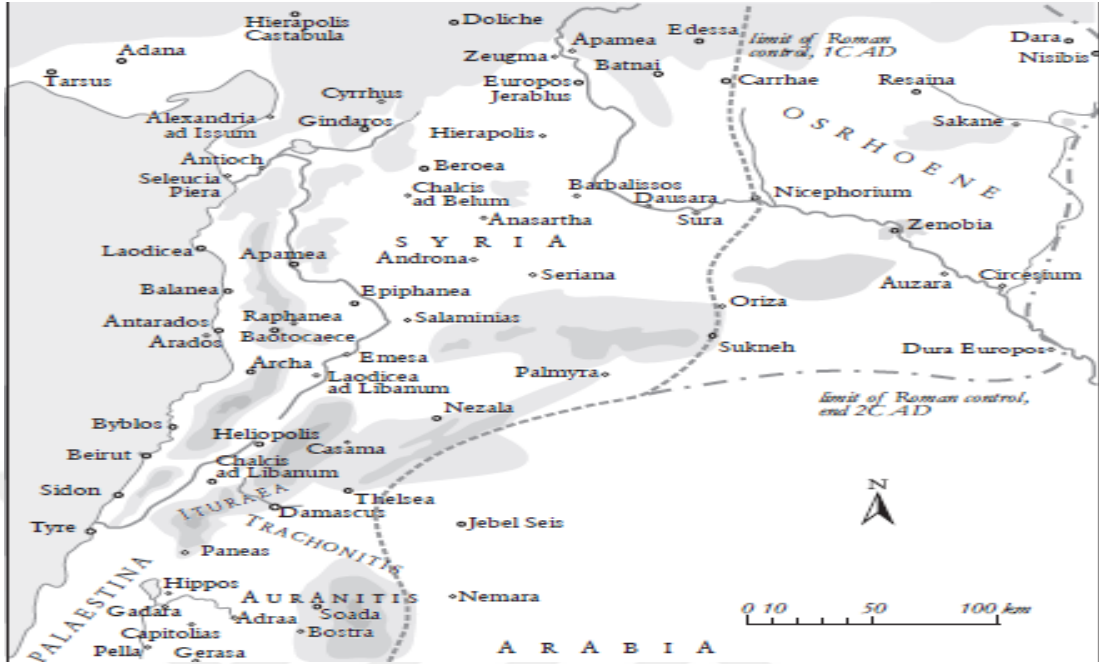 Hierapolis
Castabula
Doliche
Adana
Tarsus
Zeugma
Apamea
Edessa
limit of Roman
control, 1C AD
Dara
Nisibis
Batnai
Europos
Jerablus
Carrhae
Resaina
Cyrrhus
Alexandria
ad Issum
Gindaros
Hierapolis
OSRHOENE
Sakane
Antioch
Seleucia
Piera
Beroea
Chalcis
ad Belum
Barbalissos
Dausara
Nicephorium
Anasartha
Sura
Zenobia
SYRIA
Laodicea
Apamea
Androna
Seriana
Auzara
Circesium
Balanea
Epiphanea
Oriza
Antarados
Arados
Raphanea
Baotocaece
Salaminias
Sukneh
Dura Europos
Archa
Emesa
Laodicea
ad Libanum
Palmyra
limit of Roman control,
end 2C AD
Nezala
Byblos
Heliopolis
Casama
Beirut
Chalcis
ad Libanum
Sidon
ITURAEA
Thelsea
Damascus
N
Tyre
TRACHONITIS
Jebel Seis
Paneas
PALAESTINA
Hippos
AURANITIS
Nemara
Gadara
Adraa
Soada
0 10 50 100 km
Capitolias
Bostra
Pella
Gerasa
ARABIA